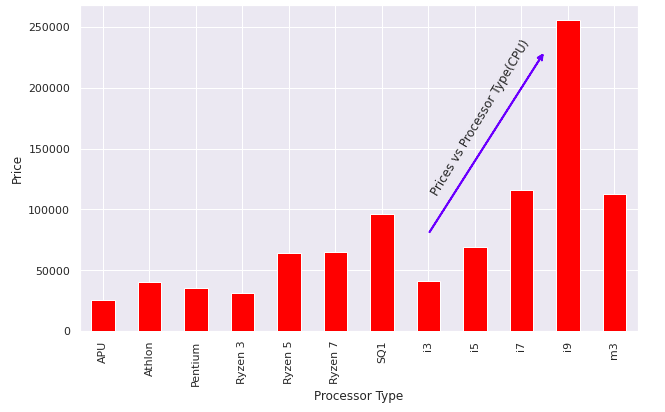 250000
200000
150000
100000
50000
0
Price
Prices vs Processor Type(CPU)
APU
Athlon
Pentium
Ryzen 3
Ryzen 5
Ryzen 7
SQ1
i3
i5
i7
i9
m3
Processor Type